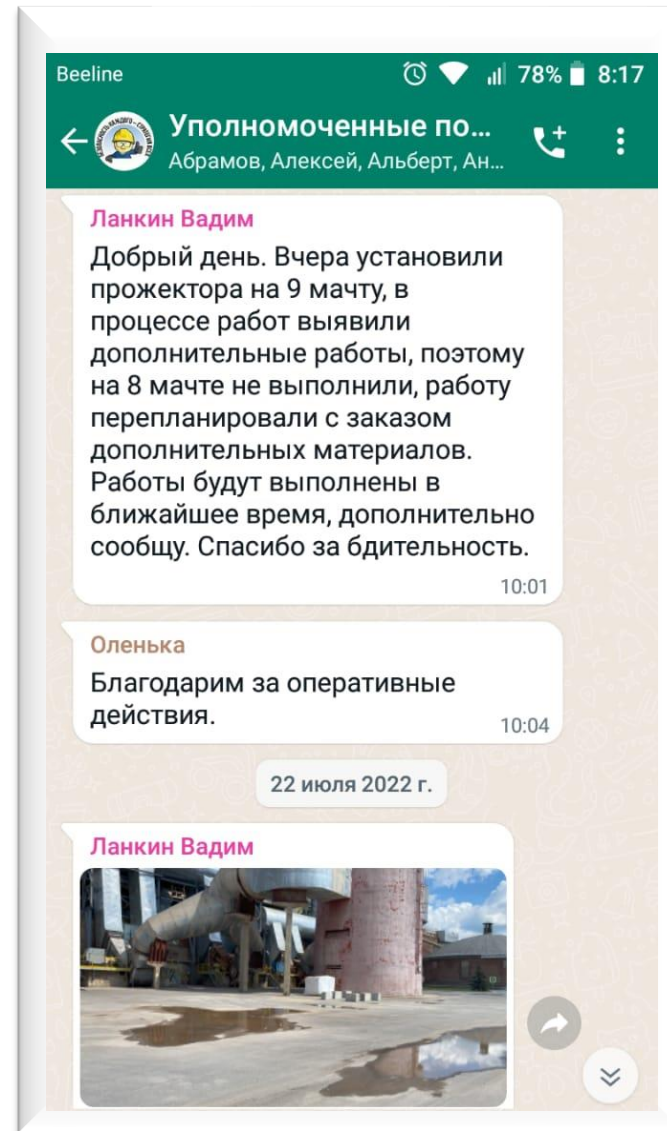 Beeline 78% 8:17
Уполномоченные по...
Абрамов, Алексей, Альберт, Ан...
Ланкин Вадим
Добрый день. Вчера установили
прожектора на 9 мачту, в
процессе работ выявили
дополнительные работы, поэтому
на 8 мачте не выполнили, работу
перепланировали с заказом
дополнительных материалов.
Работы будут выполнены в
ближайшее время, дополнительно
сообщу. Спасибо за бдительность.
10:01
Оленька
Благодарим за оперативные
действия.
10:04
22 июля 2022 г.
Ланкин Вадим